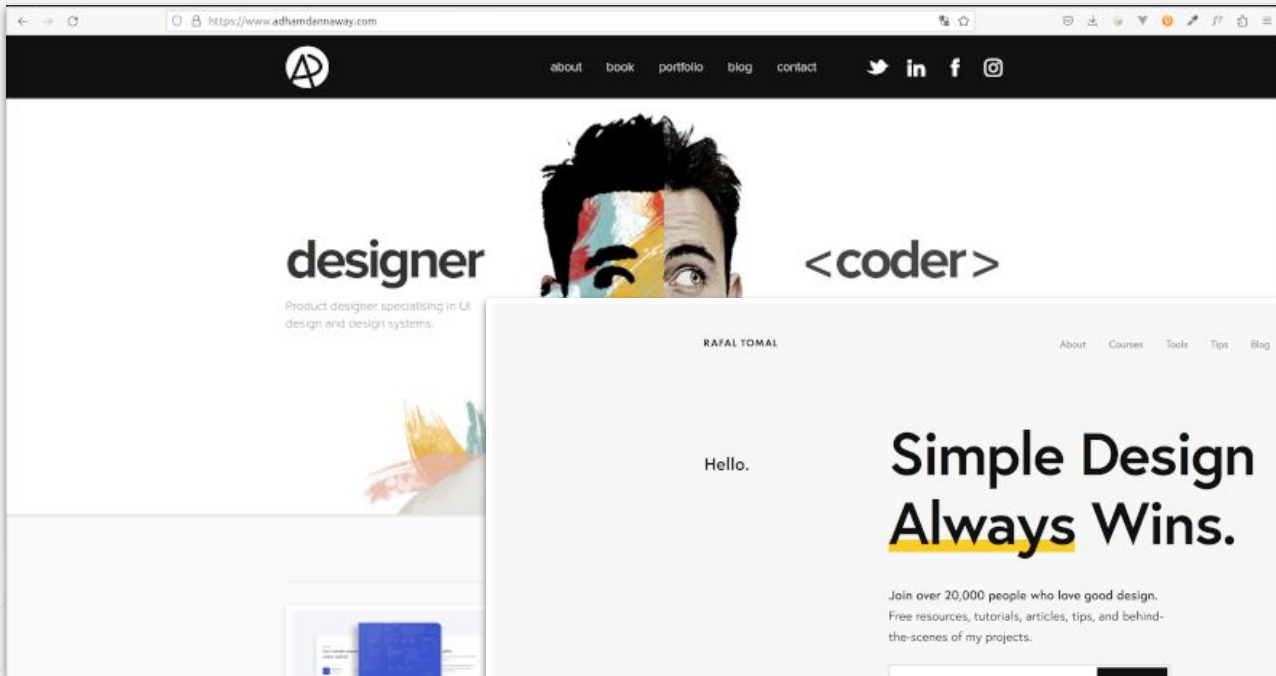 https://www.adhamdannaway.com
about book portfolio blog contact
designer
<coder>
Product designer specialising in UI
design and design systems.
RAFAL TOMAL
About Courses Tools Tips Blog
Hello.
Simple Design
Always Wins.
Join over 20,000 people who love good design.
Free resources, tutorials, articles, tips, and behind-
the-scenes of my projects.